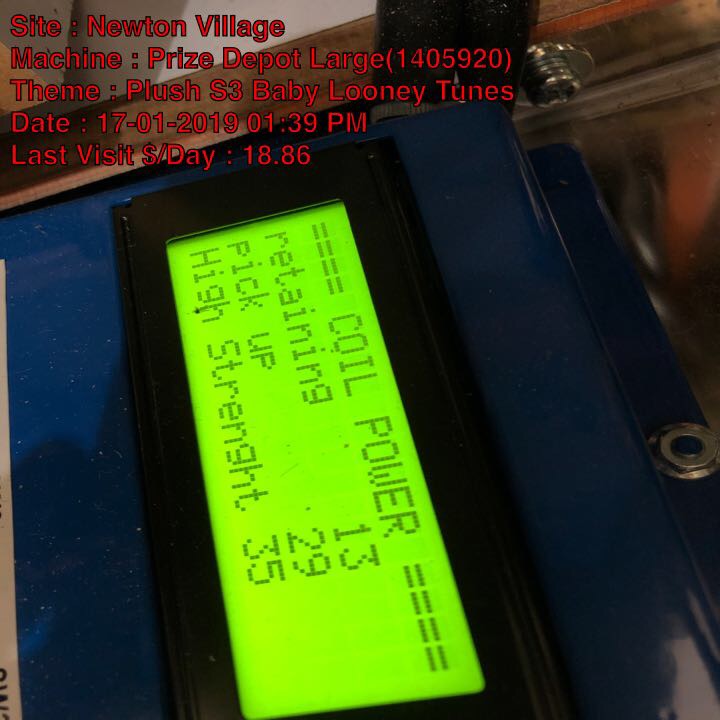 Site : Newton Village
Machine : Prize Depot Large(1405920)
Theme : Plush S3 Baby Looney Tunes
Date : 17-01-2019 01:39 PM
Last Visit $/Day : 18.86
==== COIL POWER ====
retaining 13
Pick UP 29
High Strenght 35